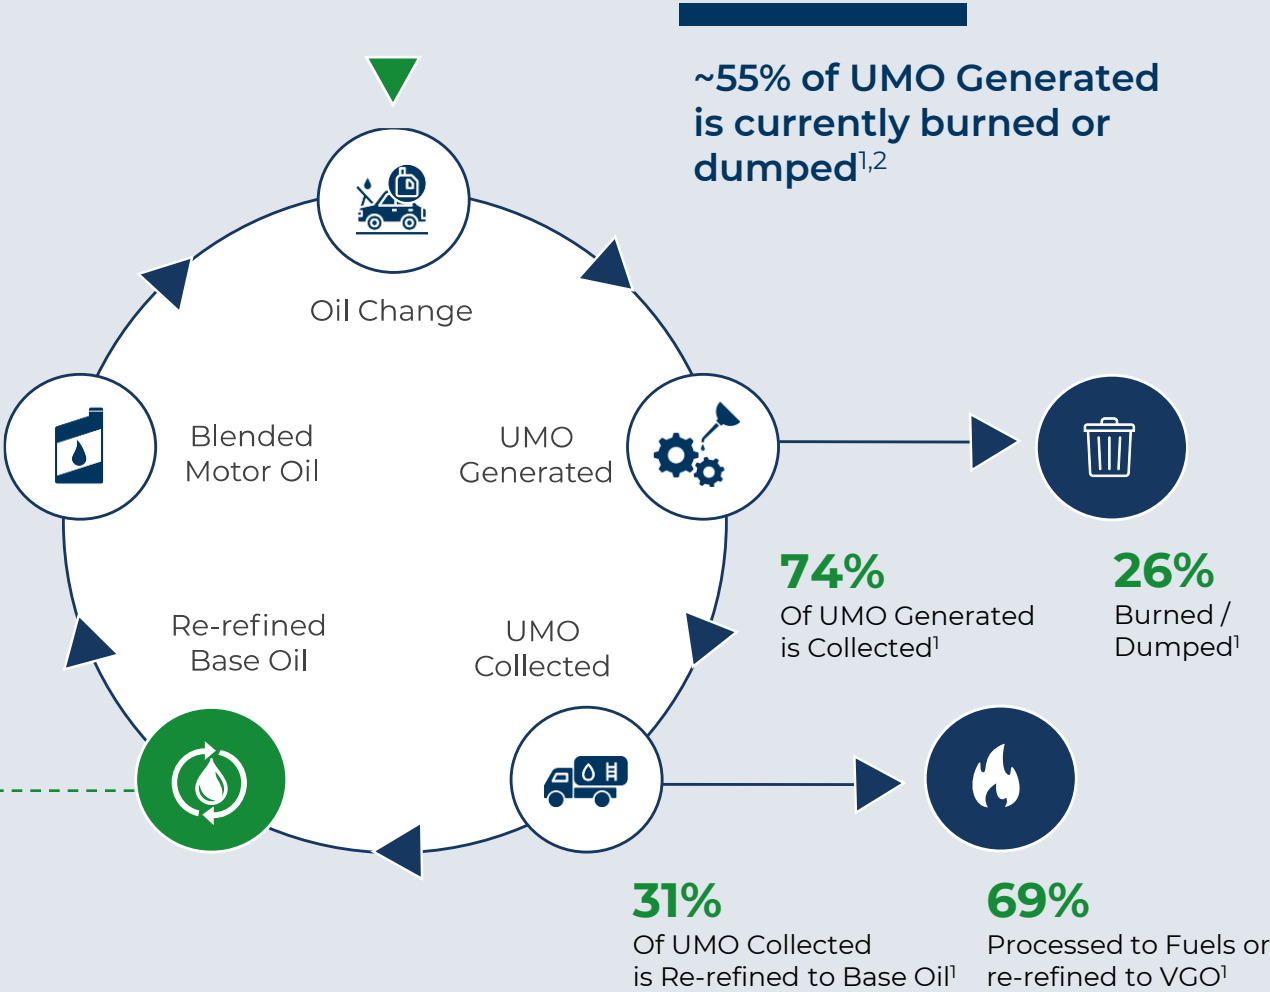 ~55% of UMO Generated
is currently burned or
dumped¹,²
Oil Change
Blended
Motor Oil
UMO
Generated
74%
Of UMO Generated
is Collected¹
26%
Burned /
Dumped¹
Re-refined
Base Oil
UMO
Collected
31%
Of UMO Collected
is Re-refined to Base Oil¹
69%
Processed to Fuels or
re-refined to VGO¹